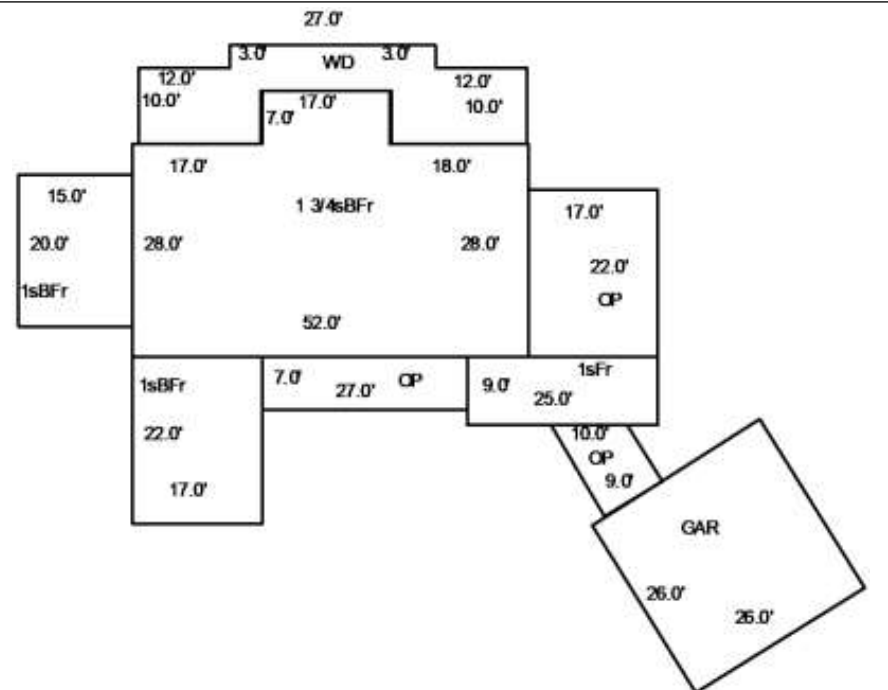 27.0'
3.0' 3.0'
WD
12.0' 12.0'
10.0' 17.0' 10.0'
7.0'
17.0' 18.0'
15.0' 1 3/4sBFr 17.0'
20.0' 28.0' 28.0'
22.0'
1sBFr OP
52.0'
1sBFr 7.0' 27.0' OP 9.0' 1sFr
25.0'
22.0' 10.0'
OP
17.0' 9.0'
GAR
26.0'
26.0'